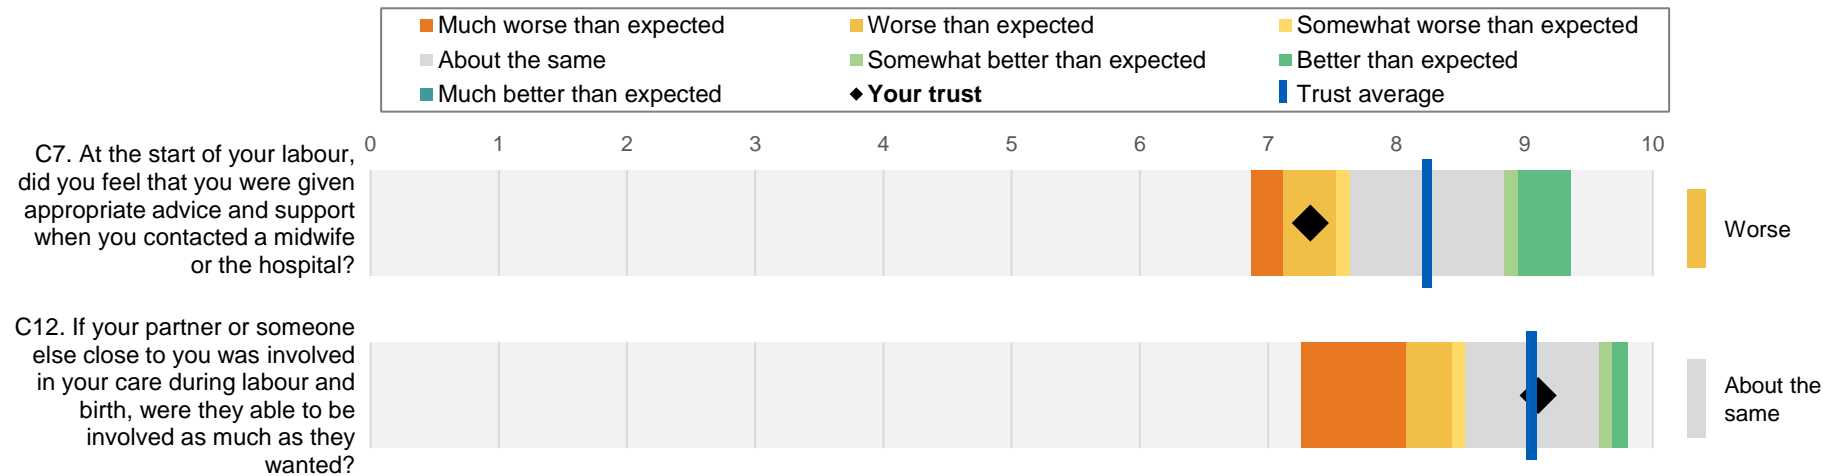 Much worse than expected
Worse than expected
Somewhat worse than expected
About the same
Somewhat better than expected
Better than expected
Much better than expected
Your trust
Trust average
0 1 2 3 4 5 6 7 8 9 10
C7. At the start of your labour,
did you feel that you were given
appropriate advice and support
when you contacted a midwife
or the hospital?
Worse
C12. If your partner or someone
else close to you was involved
in your care during labour and
birth, were they able to be
involved as much as they
wanted?
About the
same